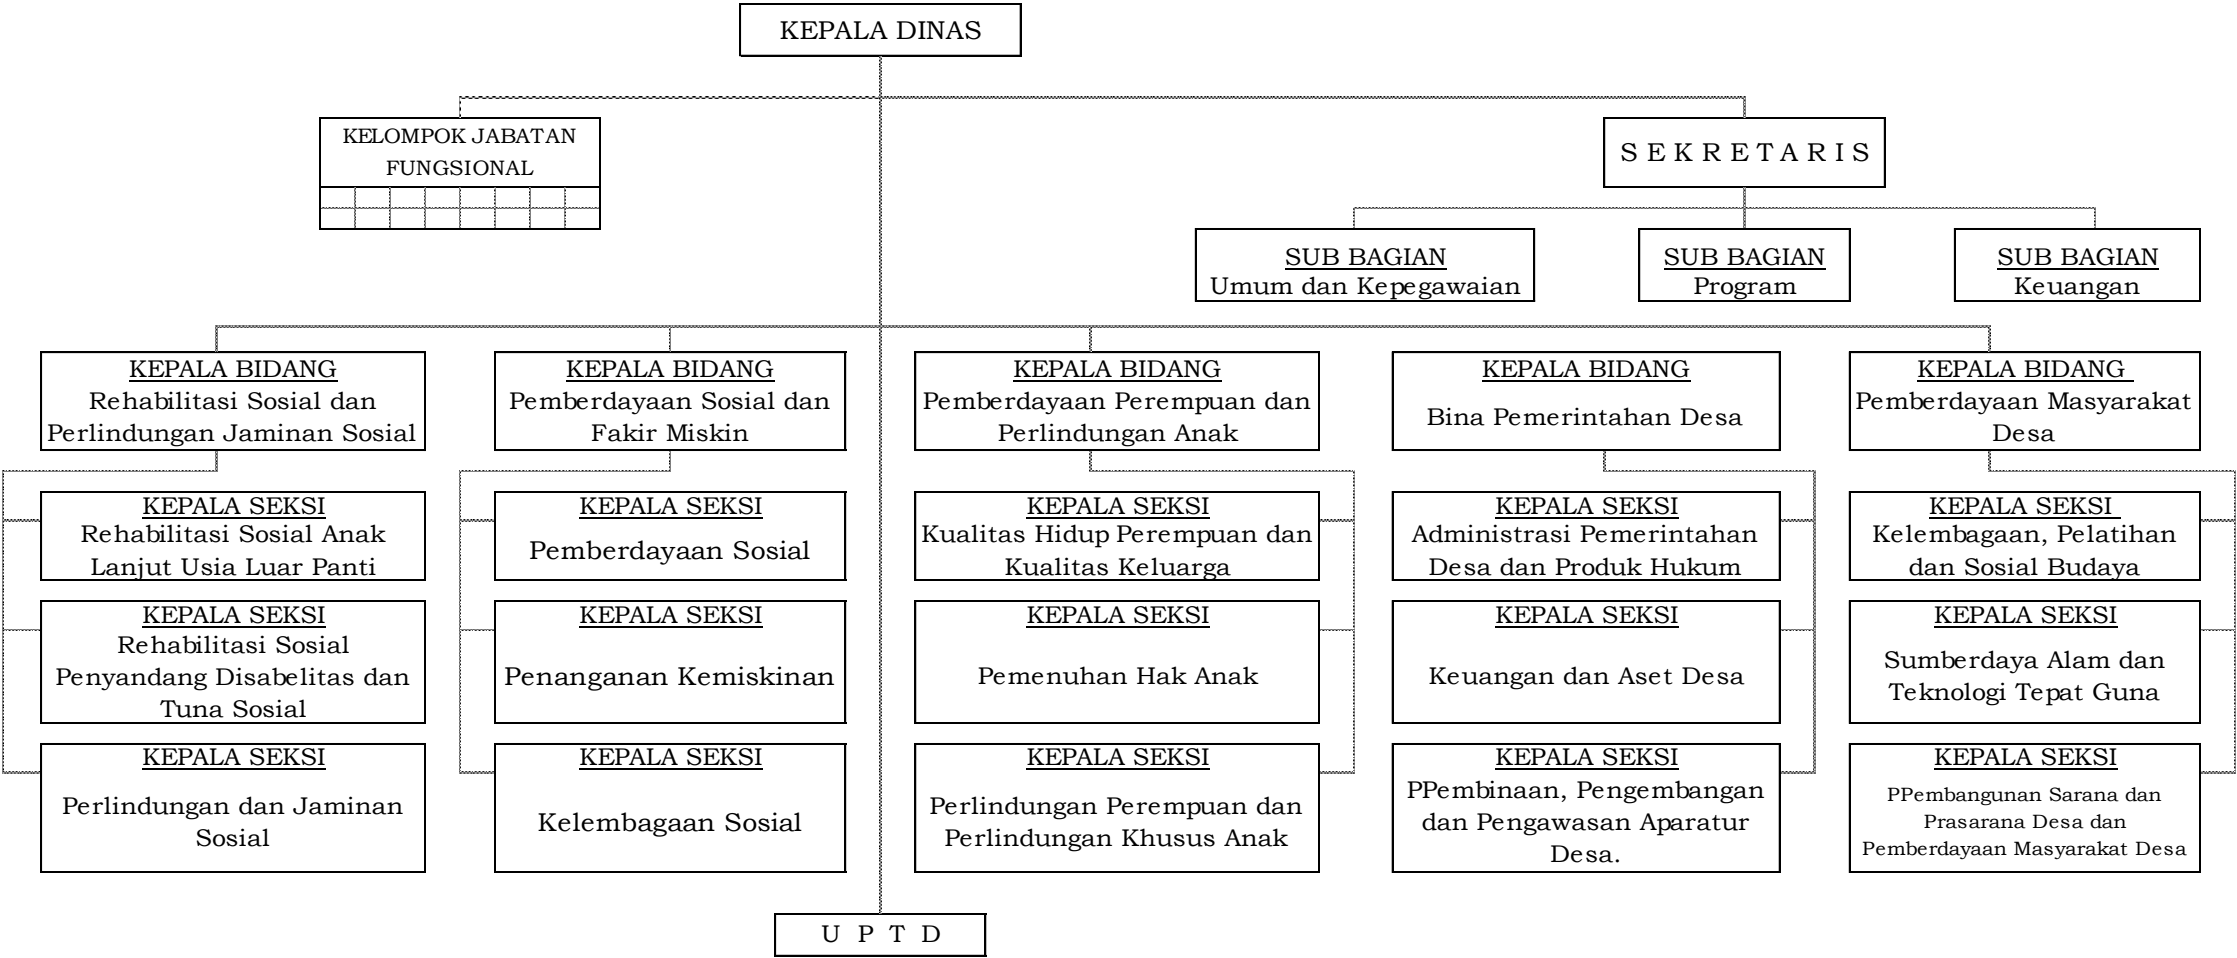 KEPALA DINAS
KELOMPOK JABATAN
FUNGSIONAL
S E K R E T A R I S
SUB BAGIAN
Umum dan Kepegawaian
SUB BAGIAN
Program
SUB BAGIAN
Keuangan
KEPALA BIDANG
Rehabilitasi Sosial dan
Perlindungan Jaminan Sosial
KEPALA BIDANG
Pemberdayaan Sosial dan
Fakir Miskin
KEPALA BIDANG
Pemberdayaan Perempuan dan
Perlindungan Anak
KEPALA BIDANG
Bina Pemerintahan Desa
KEPALA BIDANG
Pemberdayaan Masyarakat
Desa
KEPALA SEKSI
Rehabilitasi Sosial Anak
Lanjut Usia Luar Panti
KEPALA SEKSI
Pemberdayaan Sosial
KEPALA SEKSI
Kualitas Hidup Perempuan dan
Kualitas Keluarga
KEPALA SEKSI
Administrasi Pemerintahan
Desa dan Produk Hukum
KEPALA SEKSI
Kelembagaan, Pelatihan
dan Sosial Budaya
KEPALA SEKSI
Rehabilitasi Sosial
Penyandang Disabelitas dan
Tuna Sosial
KEPALA SEKSI
Penanganan Kemiskinan
KEPALA SEKSI
Pemenuhan Hak Anak
KEPALA SEKSI
Keuangan dan Aset Desa
KEPALA SEKSI
Sumberdaya Alam dan
Teknologi Tepat Guna
KEPALA SEKSI
Perlindungan dan Jaminan
Sosial
KEPALA SEKSI
Kelembagaan Sosial
KEPALA SEKSI
Perlindungan Perempuan dan
Perlindungan Khusus Anak
KEPALA SEKSI
PPembinaan, Pengembangan
dan Pengawasan Aparatur
Desa.
KEPALA SEKSI
PPembangunan Sarana dan
Prasarana Desa dan
Pemberdayaan Masyarakat Desa
U P T D